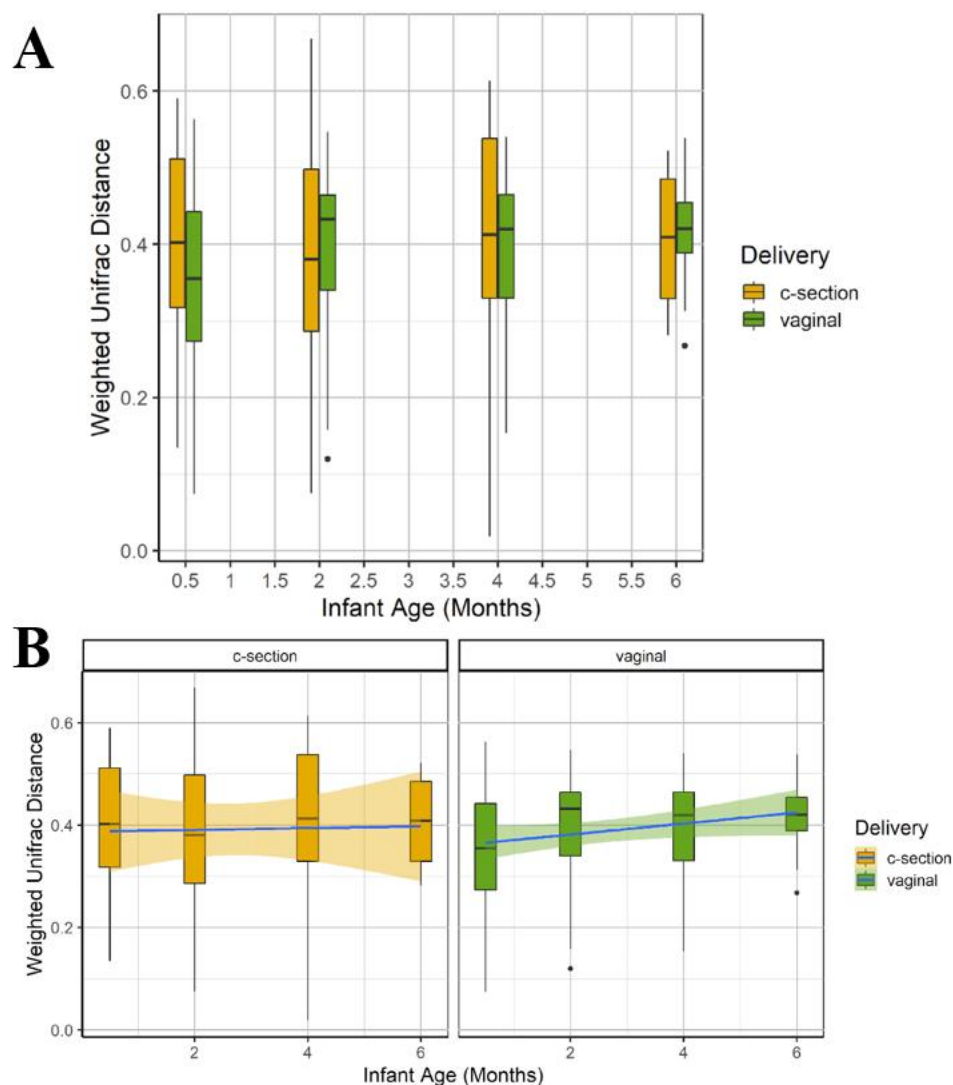 A
Weighted Unifrac Distance
0.6
0.4
0.2
0.0
0.5 1 2 2.5 3 3.5 4 4.5 5 5.5 6
Infant Age (Months)
Delivery
c-section
vaginal
B
c-section vaginal
Weighted Unifrac Distance
0.6
0.4
0.2
0.0
2 4 6 2 4 6
Infant Age (Months)
Delivery
c-section
vaginal